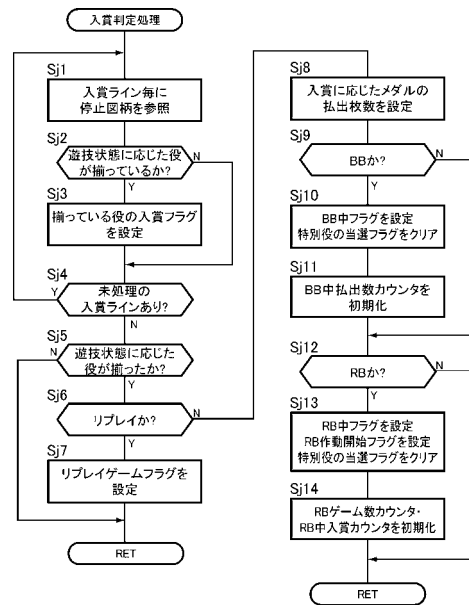 入賞判定処理
Sj1
入賞ライン毎に
停止図柄を参照
Sj2
遊技状態に応じた役
が揃っているか?
N
Y
Sj3
揃っている役の入賞フラグ
を設定
Sj4
未処理の
入賞ラインあり?
Y
N
Sj5
遊技状態に応じた
役が揃ったか?
N
Y
Sj6
リプレイか?
N
Y
Sj7
リプレイゲームフラグを
設定
RET
Sj8
入賞に応じたメダルの
払出枚数を設定
Sj9
BBか?
N
Y
Sj10
BB中フラグを設定
特別役の当選フラグをクリア
Sj11
BB中払出数カウンタを
初期化
Sj12
RBか?
N
Y
Sj13
RB中フラグを設定
RB作動開始フラグを設定
特別役の当選フラグをクリア
Sj14
RBゲーム数カウンタ・
RB中入賞カウンタを初期化
RET